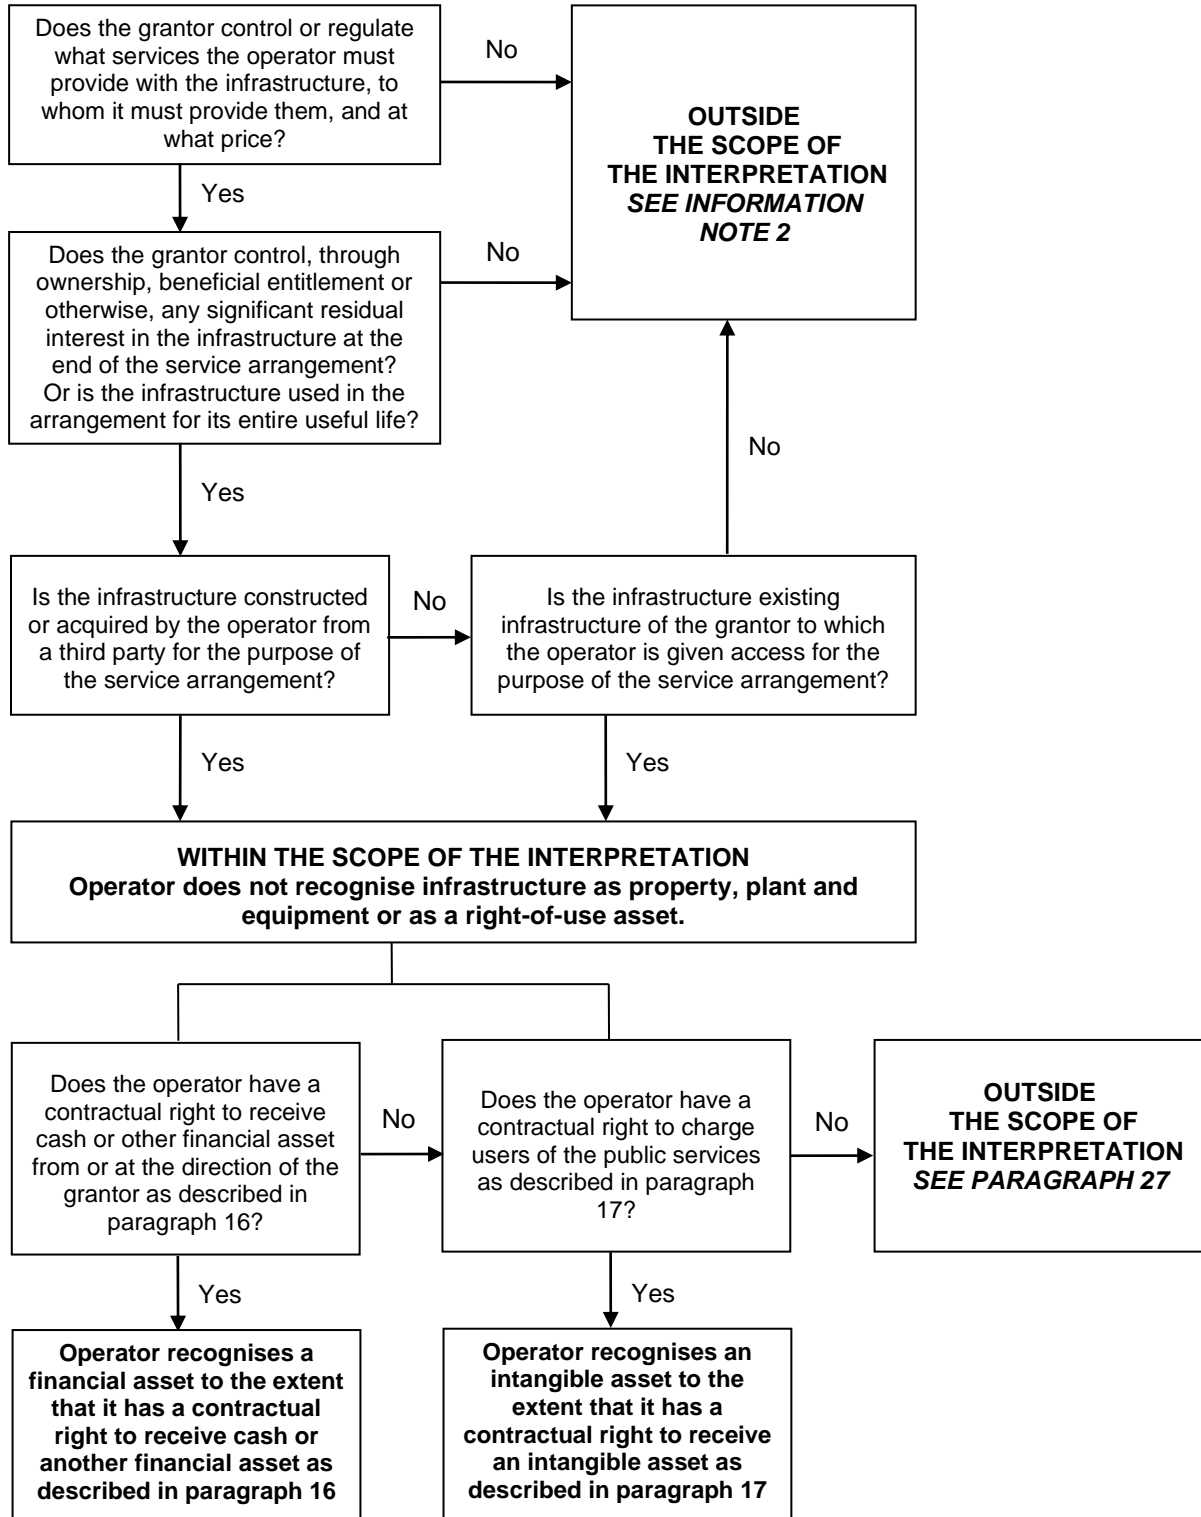 Does the grantor control or regulate
what services the operator must
provide with the infrastructure, to
whom it must provide them, and at
what price?
No
OUTSIDE
THE SCOPE OF
THE INTERPRETATION
SEE INFORMATION
NOTE 2
Yes
Does the grantor control, through
ownership, beneficial entitlement or
otherwise, any significant residual
interest in the infrastructure at the
end of the service arrangement?
Or is the infrastructure used in the
arrangement for its entire useful life?
No
No
Yes
Is the infrastructure constructed
or acquired by the operator from
a third party for the purpose of
the service arrangement?
No
Is the infrastructure existing
infrastructure of the grantor to which
the operator is given access for the
purpose of the service arrangement?
Yes
Yes
WITHIN THE SCOPE OF THE INTERPRETATION
Operator does not recognise infrastructure as property, plant and
equipment or as a right-of-use asset.
Does the operator have a
contractual right to receive
cash or other financial asset
from or at the direction of the
grantor as described in
paragraph 16?
No
Does the operator have a
contractual right to charge
users of the public services
as described in paragraph
17?
No
OUTSIDE
THE SCOPE OF
THE INTERPRETATION
SEE PARAGRAPH 27
Yes
Yes
Operator recognises a
financial asset to the extent
that it has a contractual
right to receive cash or
another financial asset as
described in paragraph 16
Operator recognises an
intangible asset to the
extent that it has a
contractual right to receive
an intangible asset as
described in paragraph 17